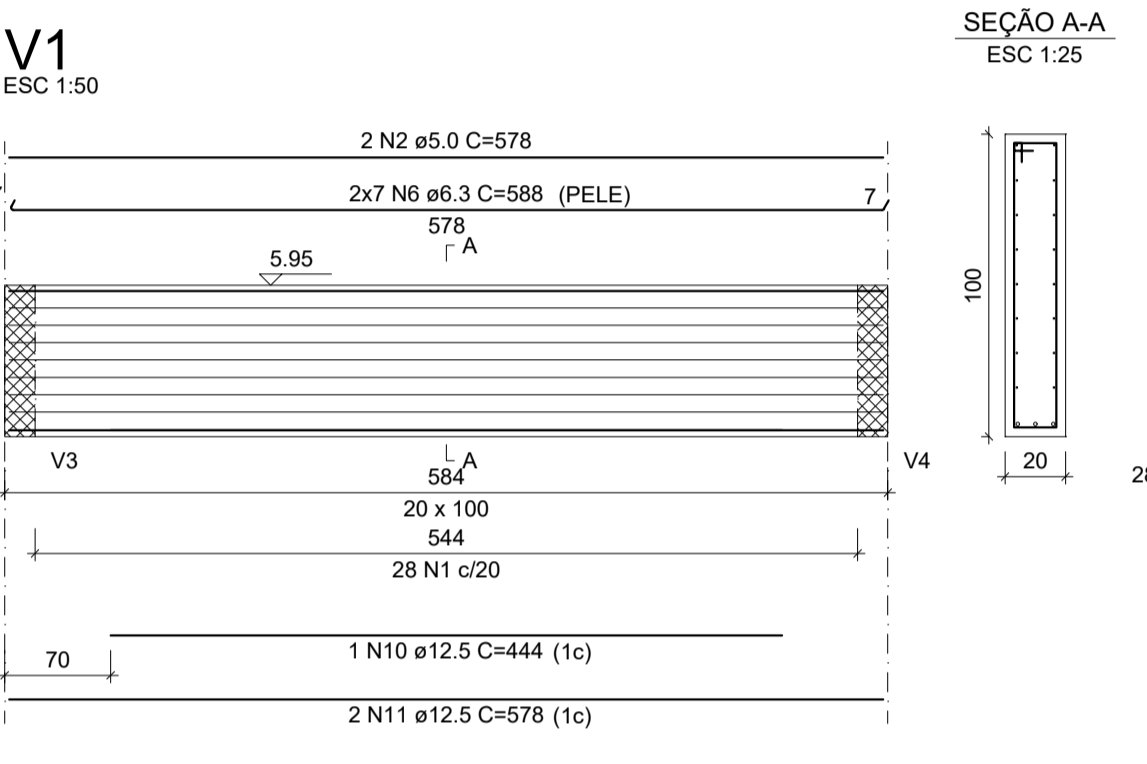 V1
ESC 1:50
SEÇÃO A-A
ESC 1:25
2 N2 ø5.0 C=578
2x7 N6 ø6.3 C=588 (PELE)
7
578
A
5.95
100
V3
A
V4
584
20
20 x 100
544
28 N1 c/20
1 N10 ø12.5 C=444 (1c)
70
2 N11 ø12.5 C=578 (1c)